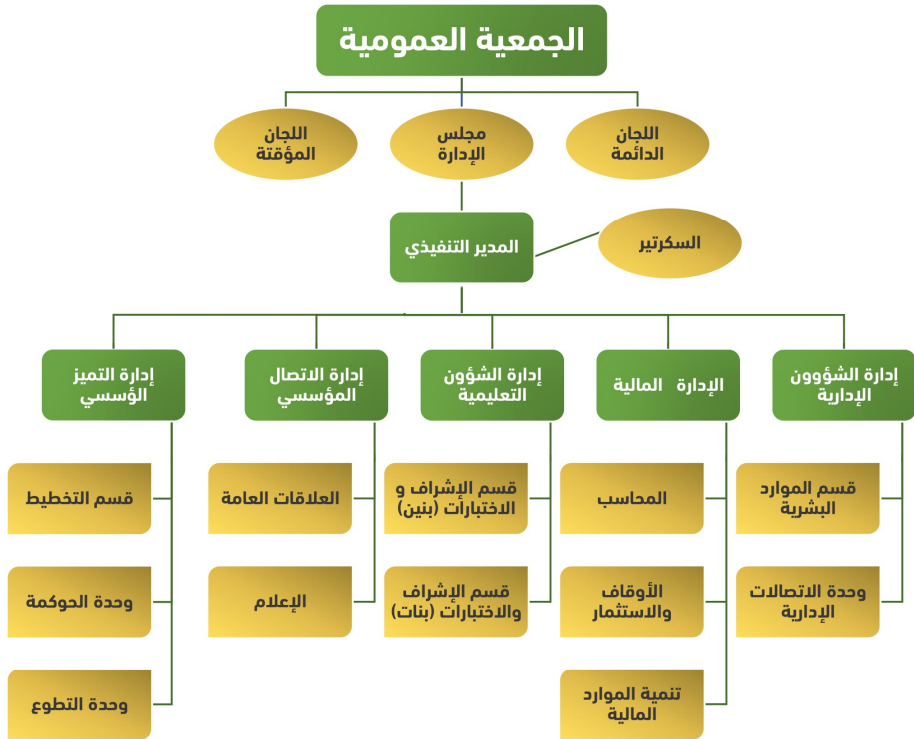 الجمعية العمومية
اللجان
الدائمة
مجلس
الإدارة
اللجان
المؤقتة
المدير التنفيذي
السكرتير
إدارة الشؤوون
الإدارية
الإدارة المالية
إدارة الشؤون
التعليمية
إدارة الاتصال
المؤسسي
إدارة التميز
الؤسسي
قسم الموارد
البشرية
المحاسب
قسم الإشراف و
الاختبارات (بنين)
العلاقات العامة
قسم التخطيط
وحدة الاتصالات
الإدارية
الأوقاف
والاستثمار
قسم الإشراف
والاختبارات (بنات)
الإعلام
وحدة الحوكمة
تنمية الموارد
المالية
وحدة التطوع